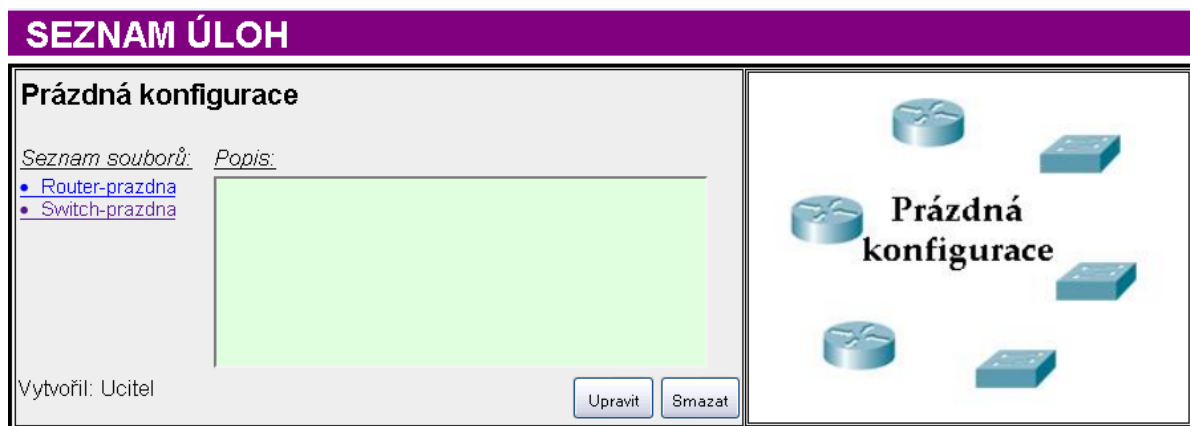 SEZNAM ÚLOH
Prázdná konfigurace
Seznam souborů: Popis:
• Router-prazdna
• Switch-prazdna
Vytvořil: Ucitel
Upravit Smazat
Prázdná
konfigurace